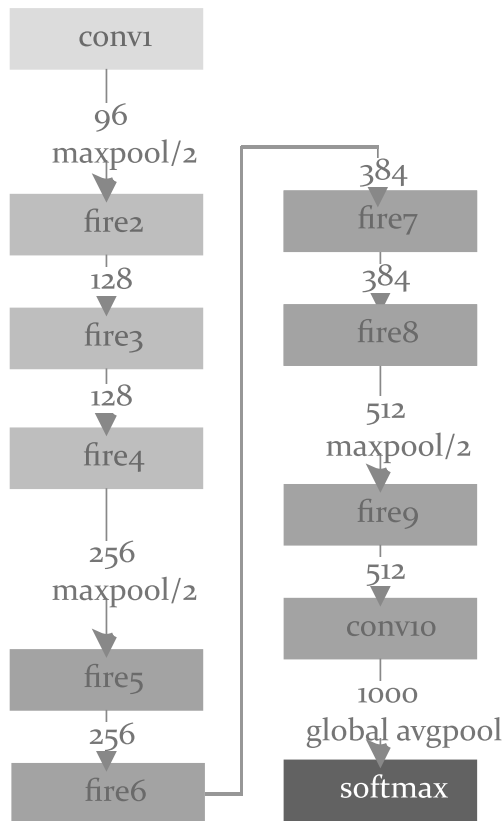 conv1
96
maxpool/2
fire2
128
fire3
128
fire4
256
maxpool/2
fire5
256
fire6
384
fire7
384
fire8
512
maxpool/2
fire9
512
conv10
1000
global avgpool
softmax